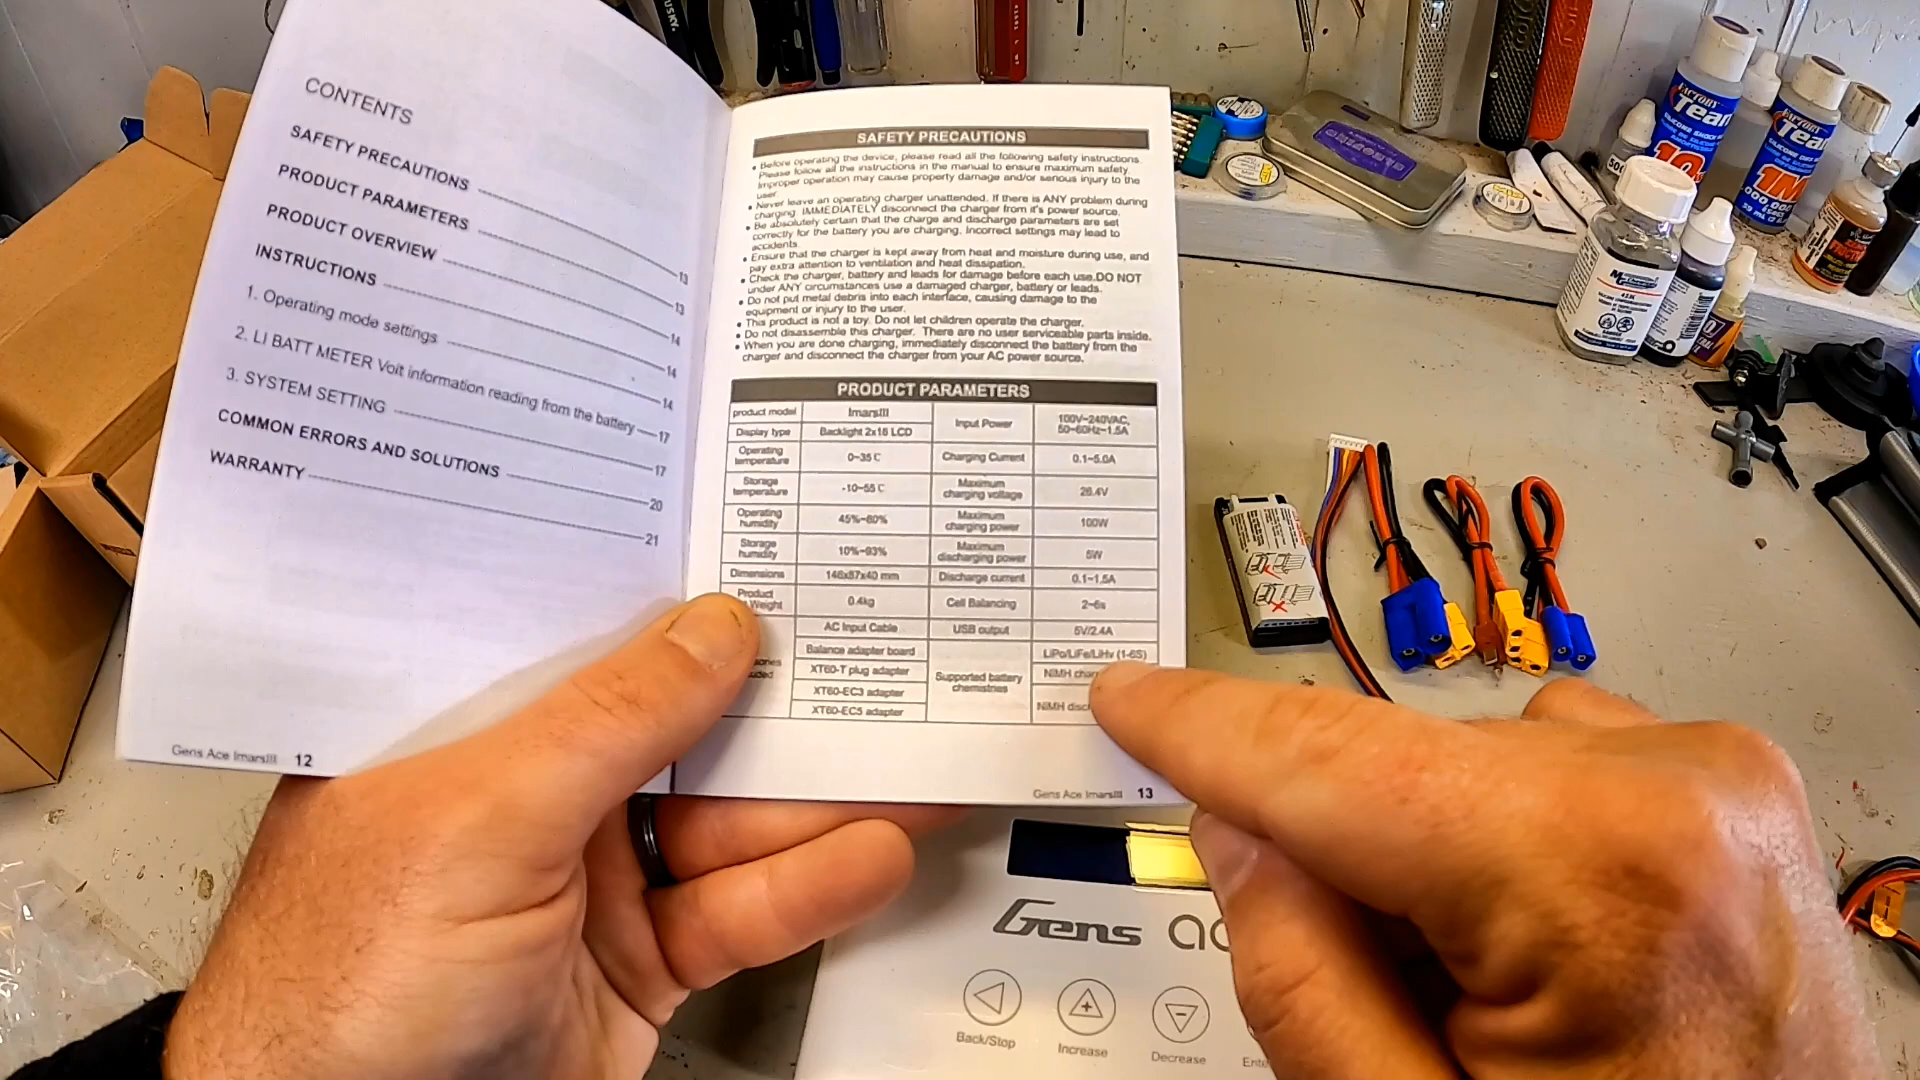 CONTENTS
SAFETY PRECAUTIONS 13
PRODUCT PARAMETERS 13
PRODUCT OVERVIEW 14
INSTRUCTIONS 14
1. Operating mode settings 14
2. LI BATT METER Volt information reading from the battery 17
3. SYSTEM SETTING 17
COMMON ERRORS AND SOLUTIONS 20
WARRANTY 21
Gens Ace ImarsIII 12
SAFETY PRECAUTIONS
• Before operating the device, please read all the following safety instructions.
Please follow all the instructions in the manual to ensure maximum safety.
Improper operation may cause property damage and/or serious injury to the
user.
• Never leave an operating charger unattended. If there is ANY problem during
charging, IMMEDIATELY disconnect the charger from it's power source.
• Be absolutely certain that the charge and discharge parameters are set
correctly for the battery you are charging. Incorrect settings may lead to
accidents.
• Ensure that the charger is kept away from heat and moisture during use, and
pay extra attention to ventilation and heat dissipation.
• Check the charger, battery and leads for damage before each use.DO NOT
under ANY circumstances use a damaged charger, battery or leads.
• Do not put metal debris into each interface, causing damage to the
equipment or injury to the user.
• This product is not a toy. Do not let children operate the charger.
• Do not disassemble this charger. There are no user serviceable parts inside.
• When you are done charging, immediately disconnect the battery from the
charger and disconnect the charger from your AC power source.
PRODUCT PARAMETERS
product model ImarsIII Input Power 100V~240VAC,
50~60Hz~1.5A
Display type Backlight 2x16 LCD
Operating temperature 0~35 C Charging Current 0.1~5.0A
Storage temperature -10~55 C Maximum charging voltage 26.4V
Operating humidity 45%~80% Maximum charging power 100W
Storage humidity 10%~93% Maximum discharging power 5W
Dimensions 146x87x40 mm Discharge current 0.1~1.5A
Product Weight 0.4kg Cell Balancing 2~6s
AC Input Cable USB output 5V/2.4A
Balance adapter board Supported battery chemistries LiPo/LiFe/LiHv (1-6S)
XT60-T plug adapter NiMH
XT60-EC3 adapter
XT60-EC5 adapter NiMH
Gens Ace ImarsIII 13
Gens
Back/Stop
Increase
Decrease
FACTORY
Team
FACTORY
Team
1M